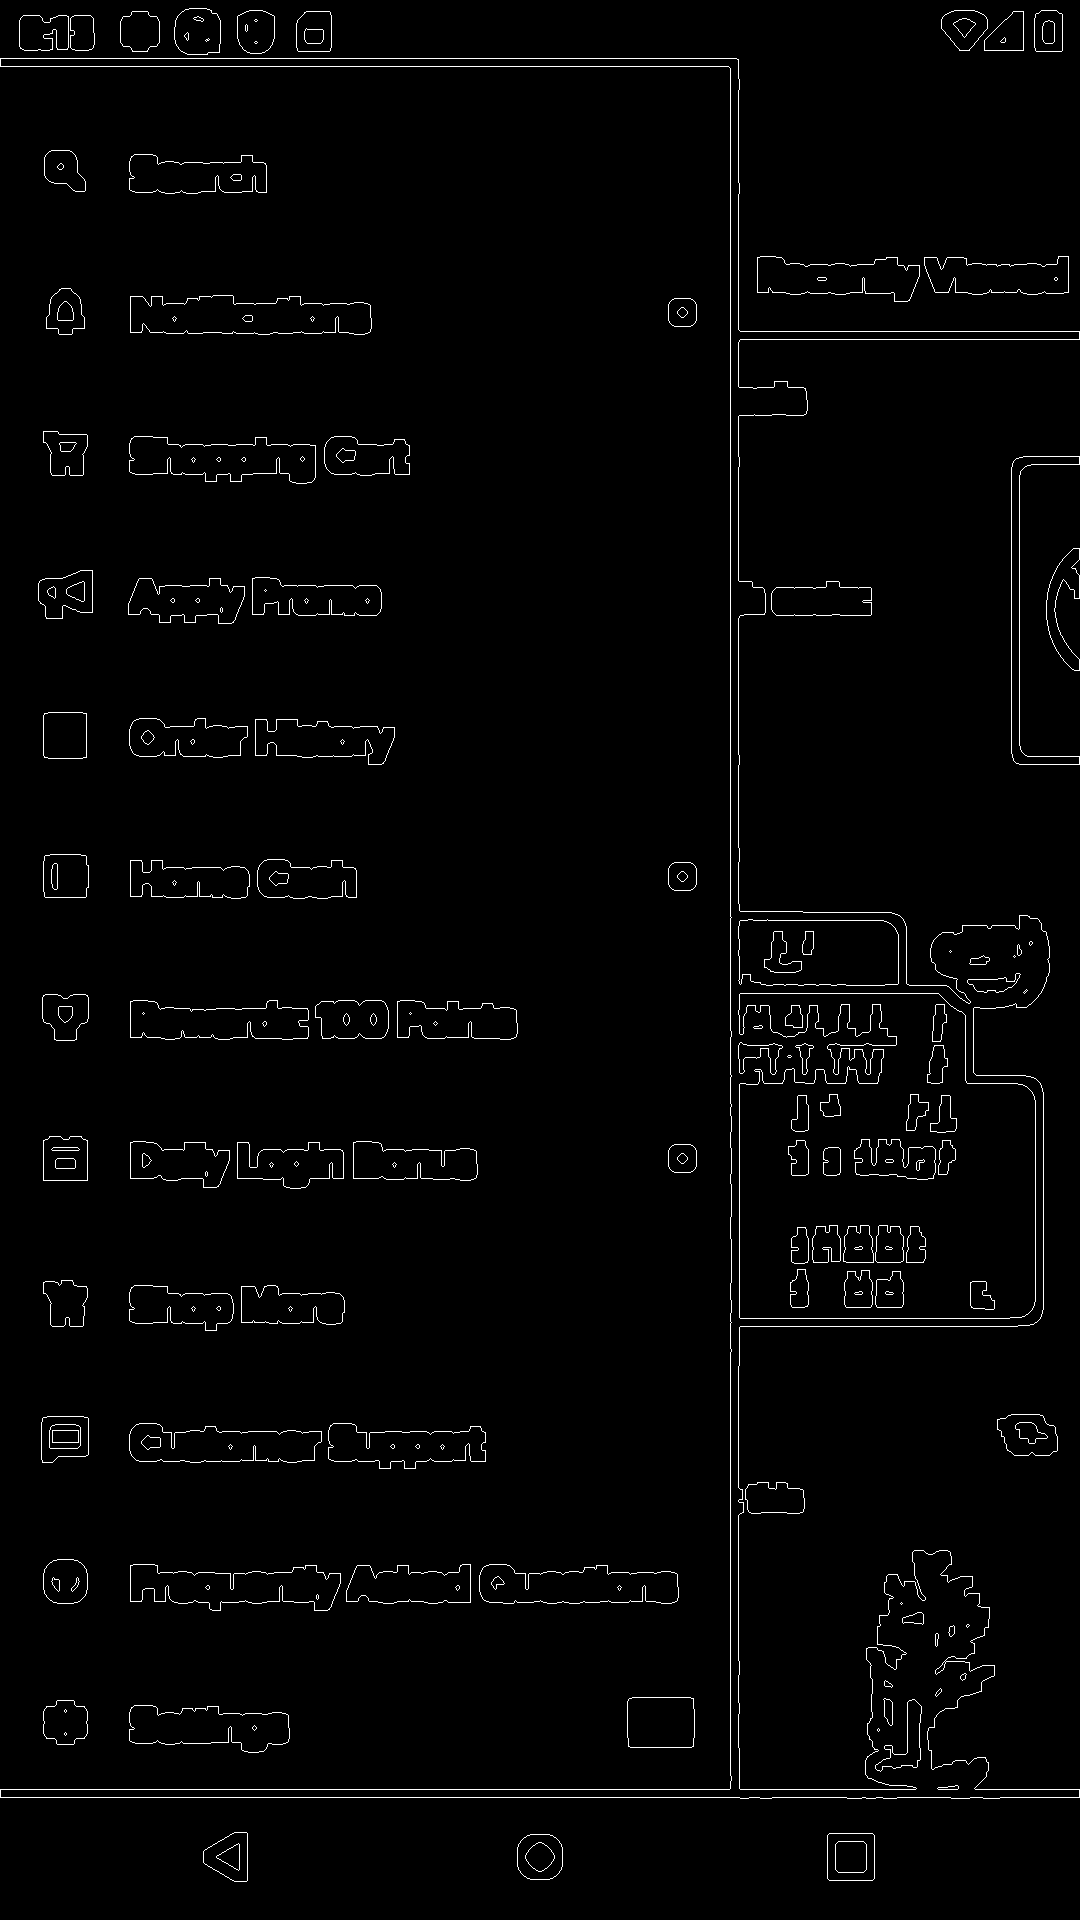 Search
Recently Viewed
Notifications
Shopping Cart
Apply Promo
Order History
Home Cash
Rewards: 100 Points
Daily Login Bonus
Shop More
Customer Support
Frequently Asked Questions
Settings